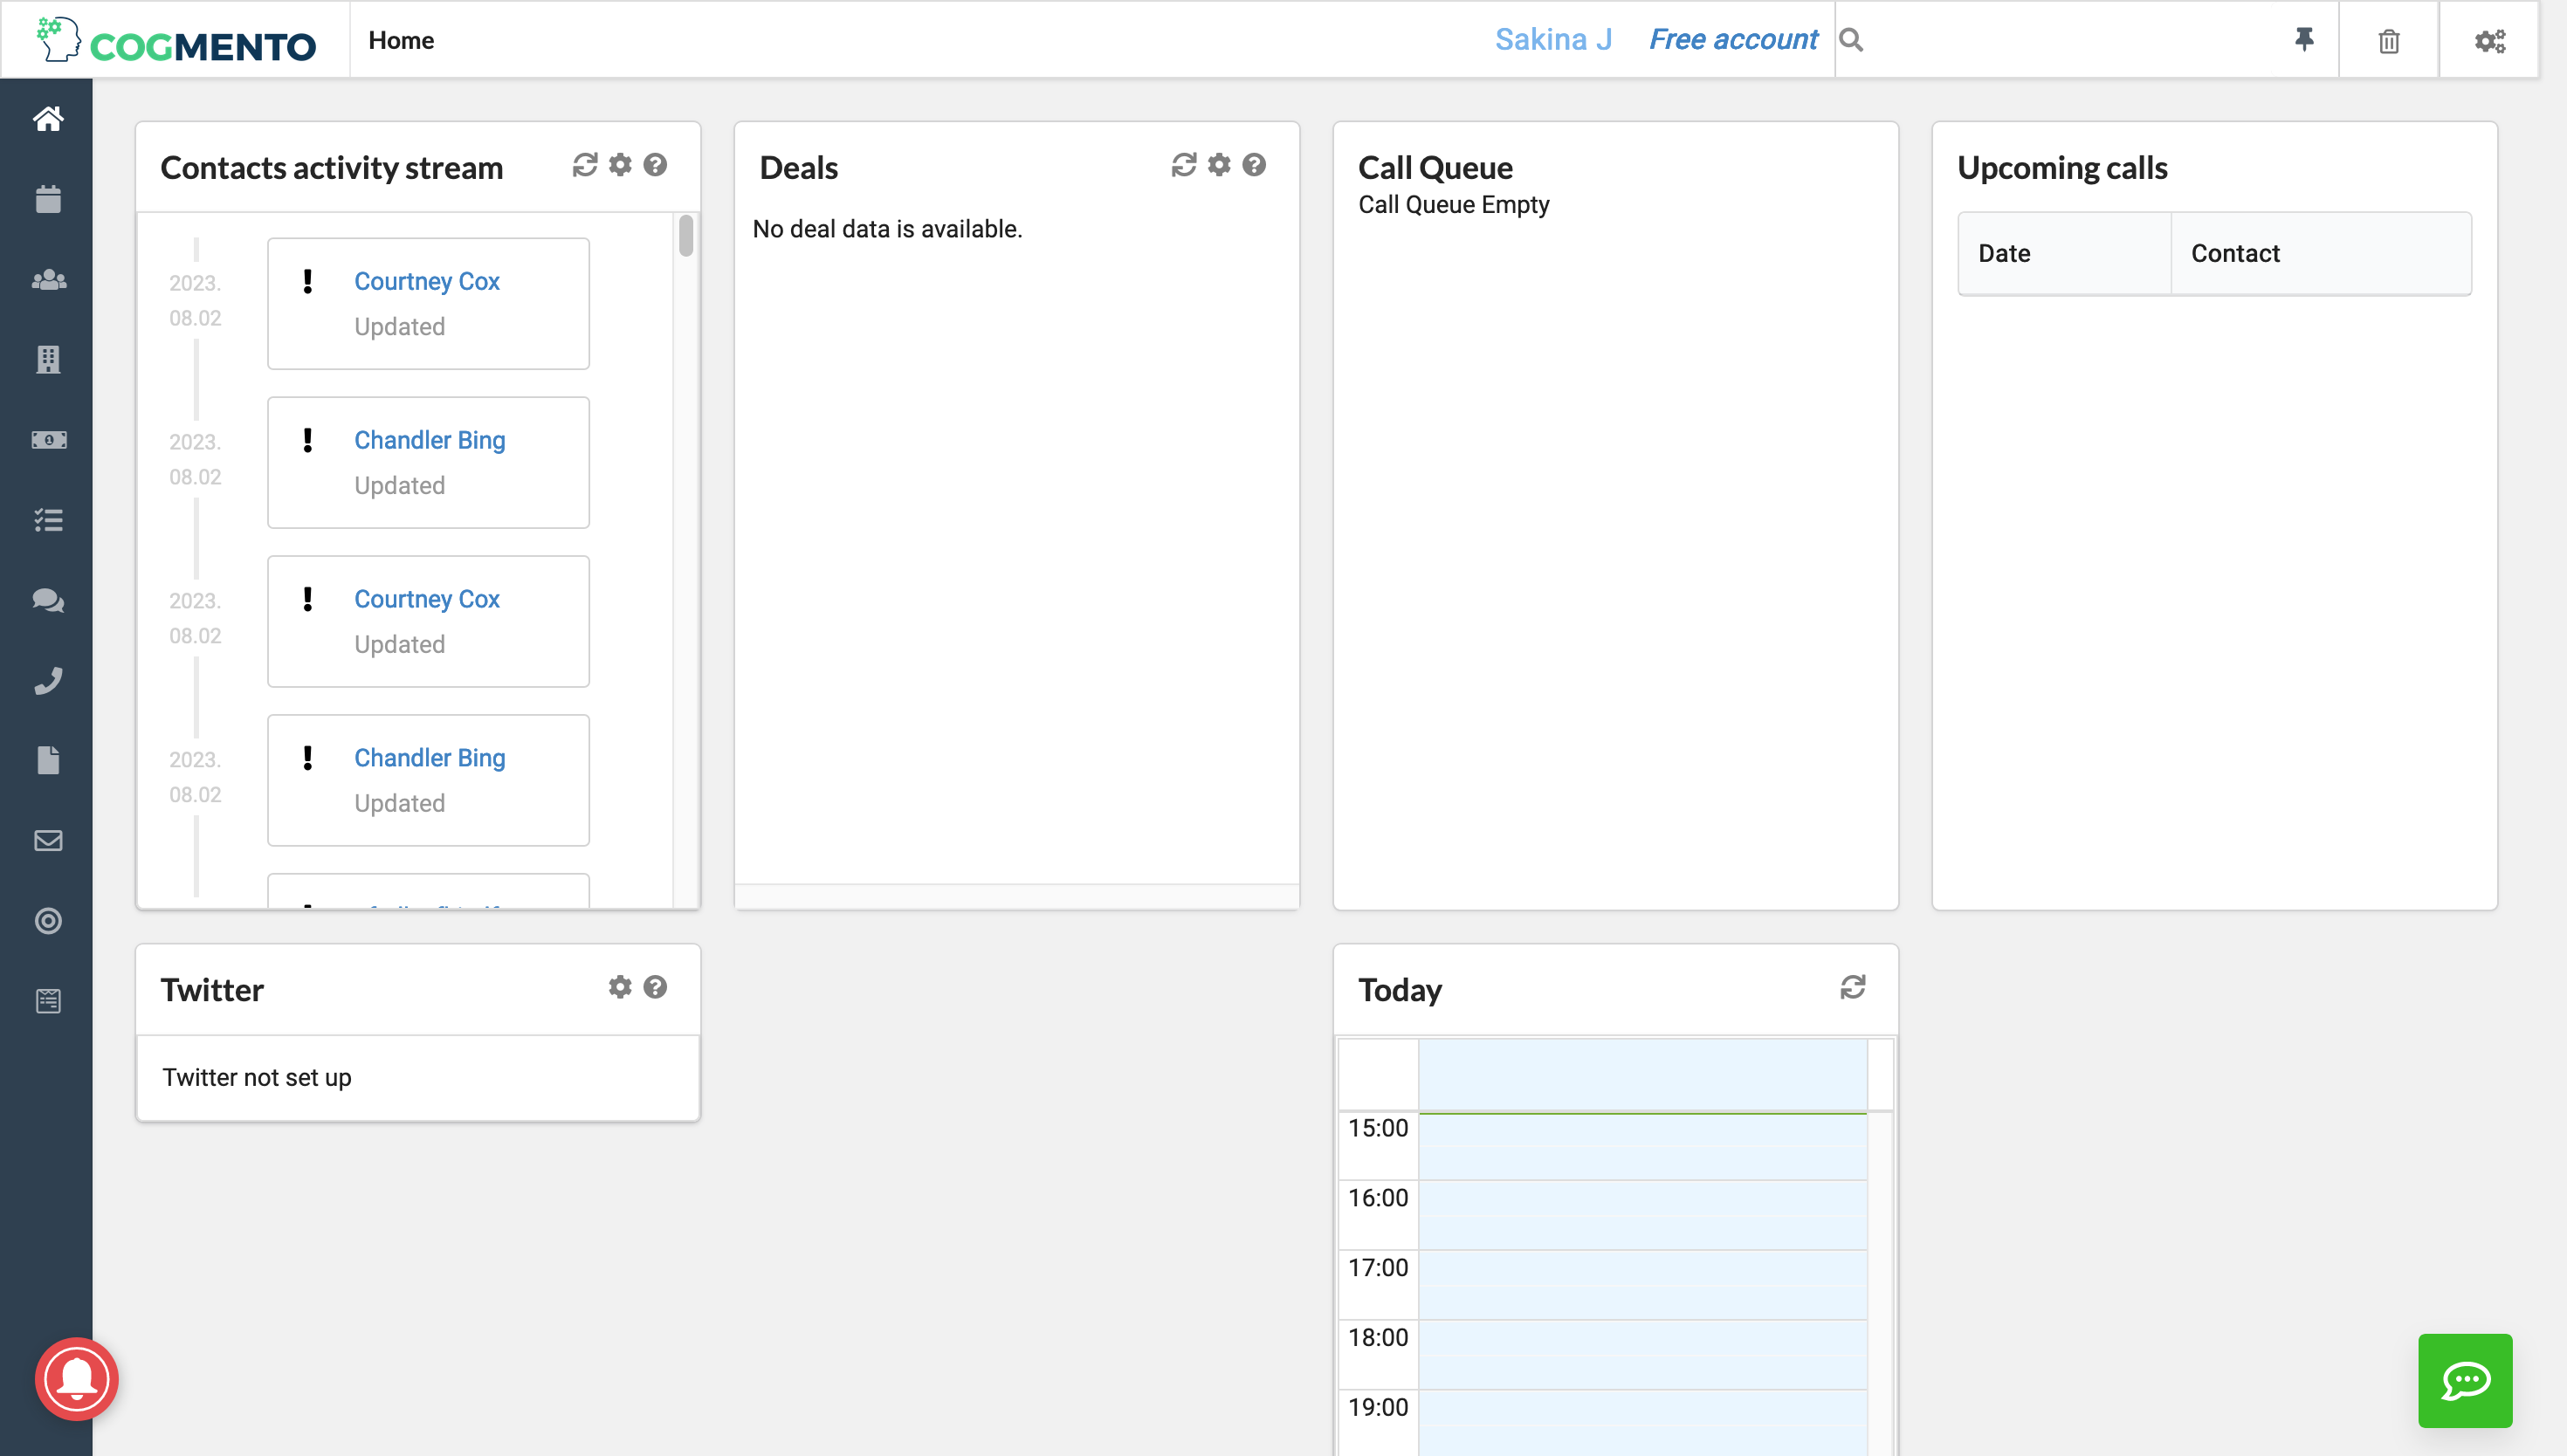 COGMENTO
Home
Sakina J
Free account
Contacts activity stream
2023.
08.02
Courtney Cox
Updated
2023.
08.02
Chandler Bing
Updated
2023.
08.02
Courtney Cox
Updated
2023.
08.02
Chandler Bing
Updated
Deals
No deal data is available.
Call Queue
Call Queue Empty
Upcoming calls
Date
Contact
Twitter
Twitter not set up
Today
15:00
16:00
17:00
18:00
19:00